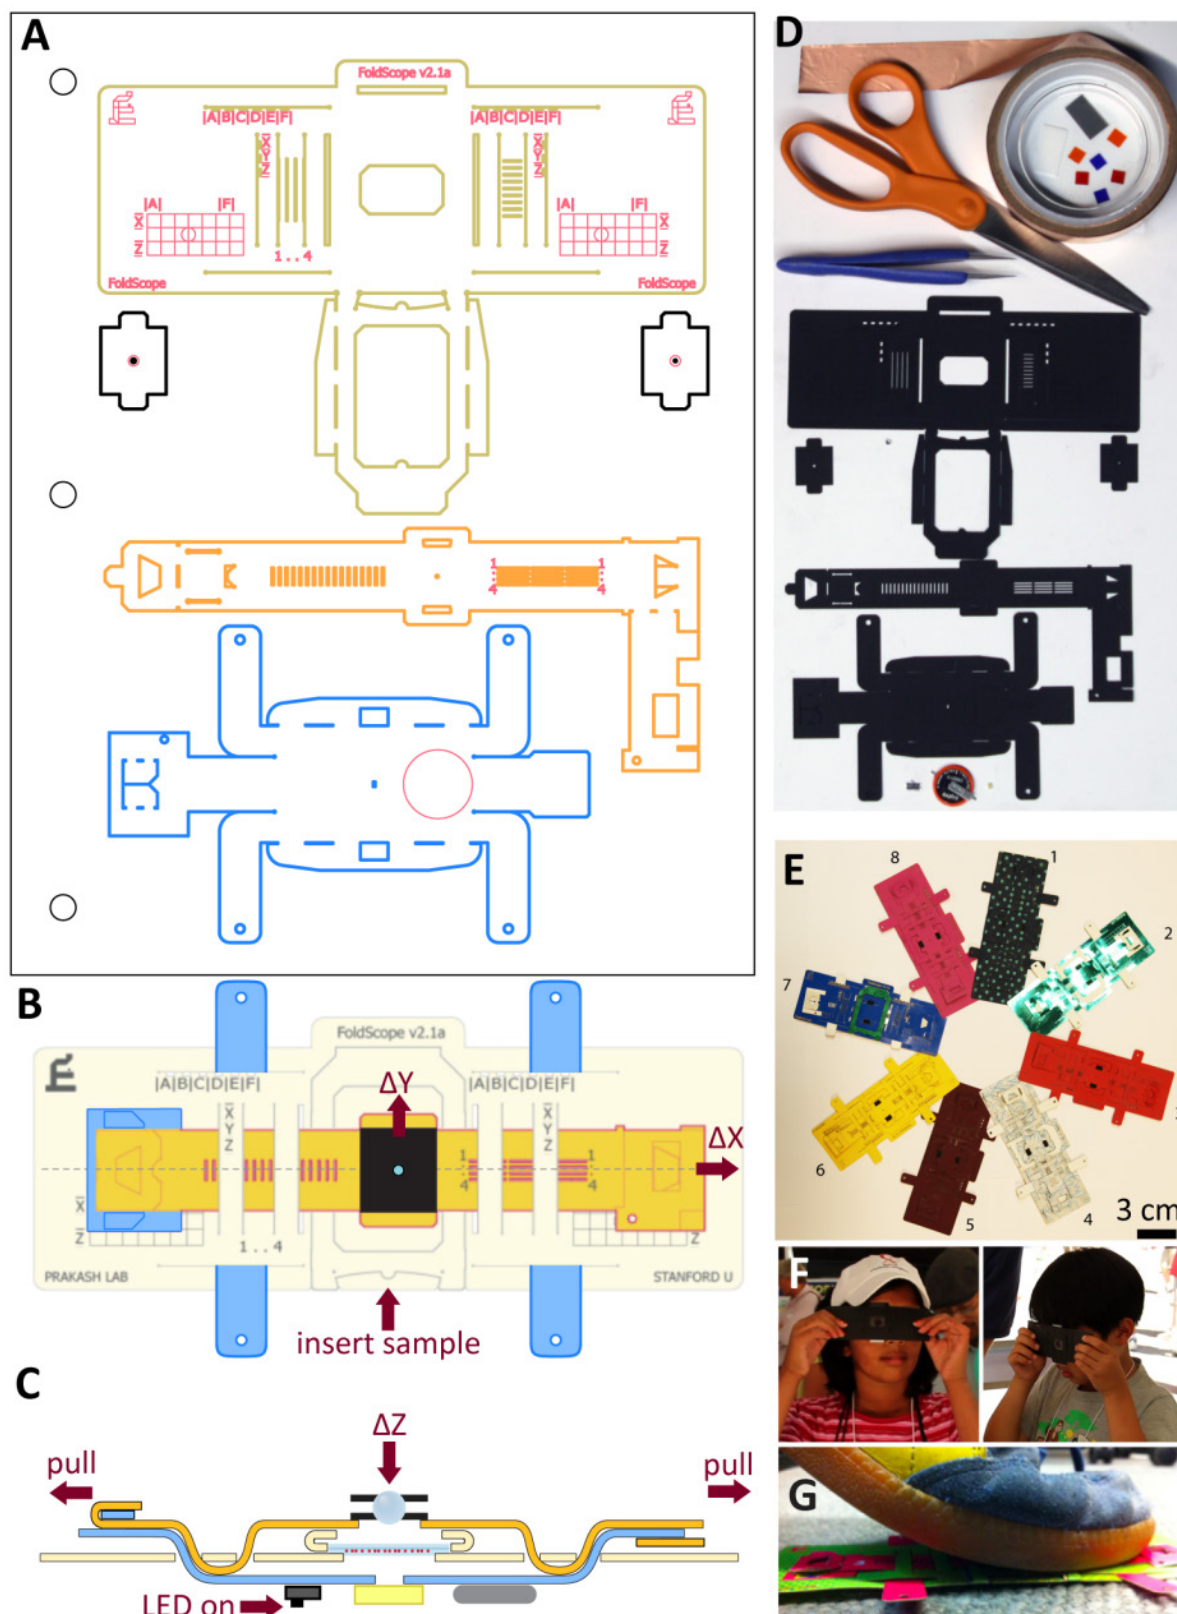 A
FoldScope v2.1a
|A|B|C|D|E|F|
|A|B|C|D|E|F|
X
Y
Z
X
Y
Z
|A| |F|
|A| |F|
X
Z
X
Z
1 . . 4
FoldScope
FoldScope
1
4
1
4
B
FoldScope v2.1a
|A|B|C|D|E|F|
|A|B|C|D|E|F|
ΔY
X
Y
Z
X
Y
Z
ΔX
1
4
1
4
X
Z
Z
1 . . 4
PRAKASH LAB
STANFORD U
insert sample
C
ΔZ
pull
pull
LED on
D
E
1
2
4
5
6
7
8
3 cm
F
G